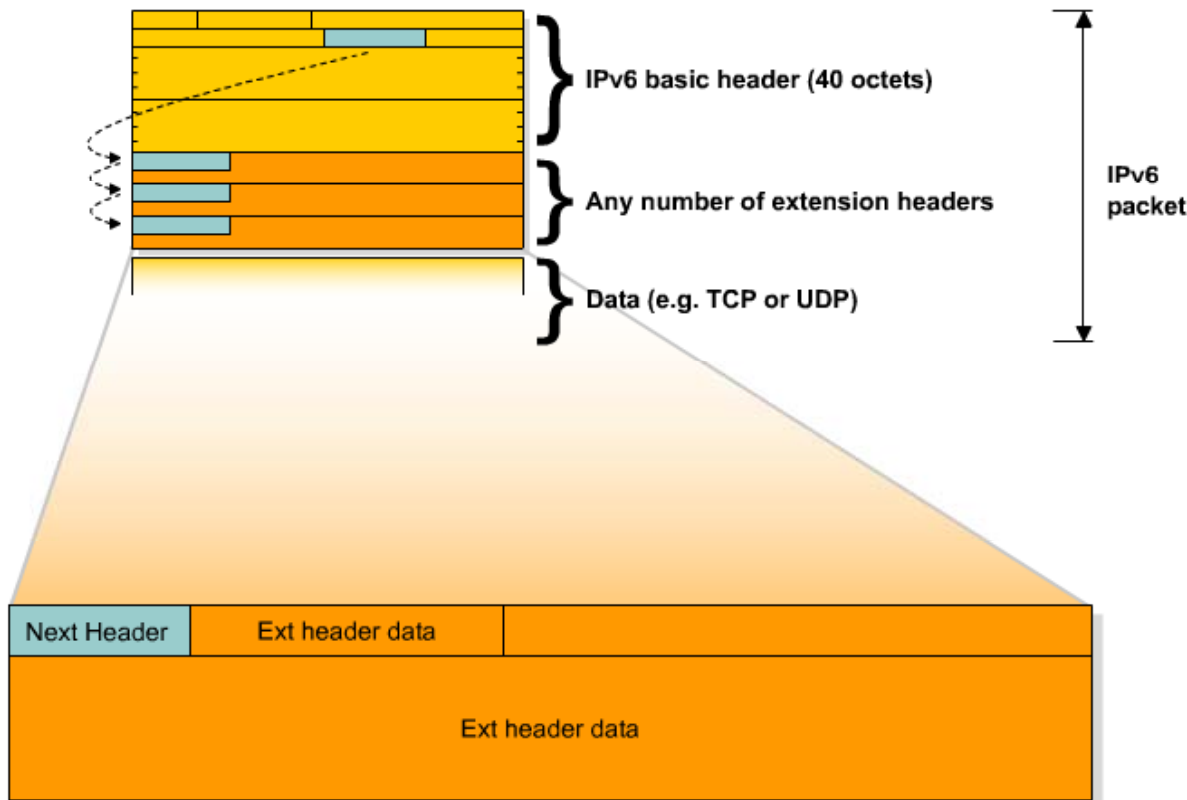 IPv6 basic header (40 octets)
Any number of extension headers
IPv6
packet
Data (e.g. TCP or UDP)
Next Header
Ext header data
Ext header data